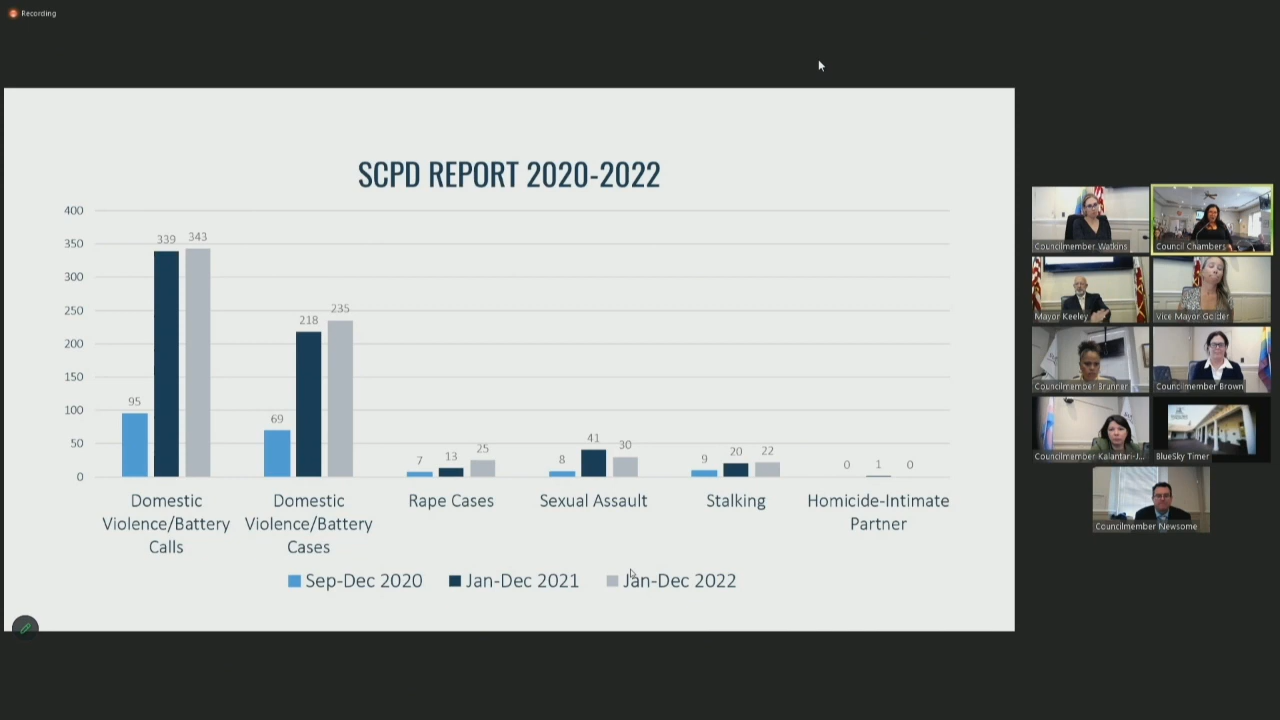 Recording
SCPD REPORT 2020-2022
400
350
300
250
200
150
100
50
0
95
339
343
69
218
235
7
13
25
8
41
30
9
20
22
0
1
0
Domestic
Violence/Battery
Calls
Domestic
Violence/Battery
Cases
Rape Cases
Sexual Assault
Stalking
Homicide-Intimate
Partner
Sep-Dec 2020
Jan-Dec 2021
Jan-Dec 2022
Councilmember Watkins
Council Chambers
Mayor Keeley
Vice Mayor Golder
Councilmember Brunner
Councilmember Brown
Councilmember Kalantari-J...
BlueSky Timer
Councilmember Newsome